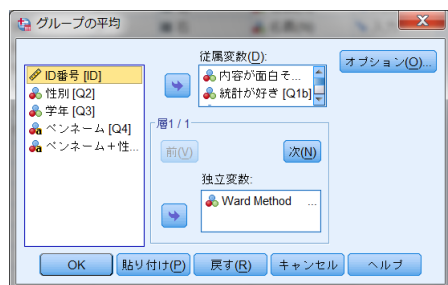 グループの平均
ID番号 [ID]
性別 [Q2]
学年 [Q3]
ペンネーム [Q4]
ペンネーム+性...
従属変数(D):
内容が面白そ...
統計が好き [Q1b]
オプション(O)...
層1 / 1
前(V)
次(N)
独立変数:
Ward Method ...
OK
貼り付け(P)
戻す(R)
キャンセル
ヘルプ